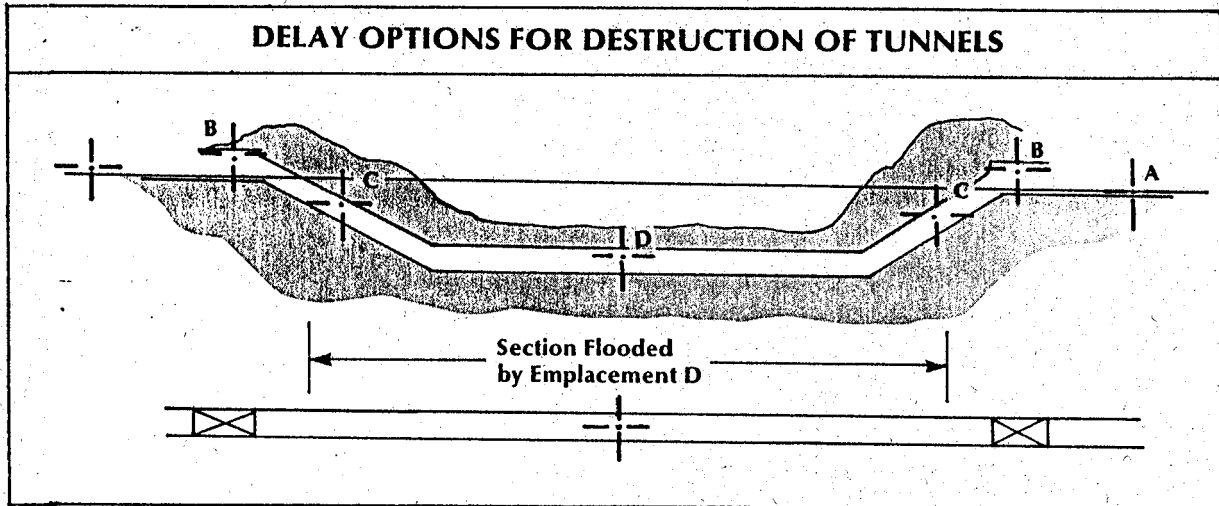 DELAY OPTIONS FOR DESTRUCTION OF TUNNELS
B
B
A
C
C
D
Section Flooded
by Emplacement D